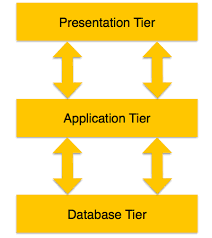 Presentation Tier
Application Tier
Database Tier